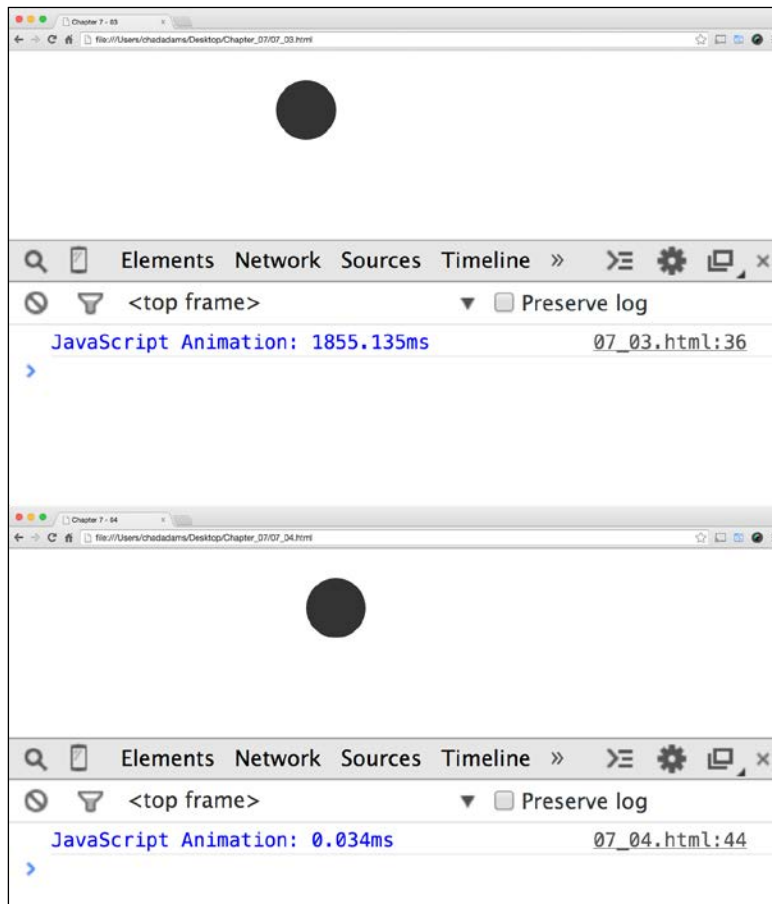 Chapter 7 - 03
file:///Users/chadadams/Desktop/Chapter_07/07_03.html
Elements Network Sources Timeline »
<top frame> Preserve log
JavaScript Animation: 1855.135ms 07_03.html:36
Chapter 7 - 04
file:///Users/chadadams/Desktop/Chapter_07/07_04.html
Elements Network Sources Timeline »
<top frame> Preserve log
JavaScript Animation: 0.034ms 07_04.html:44